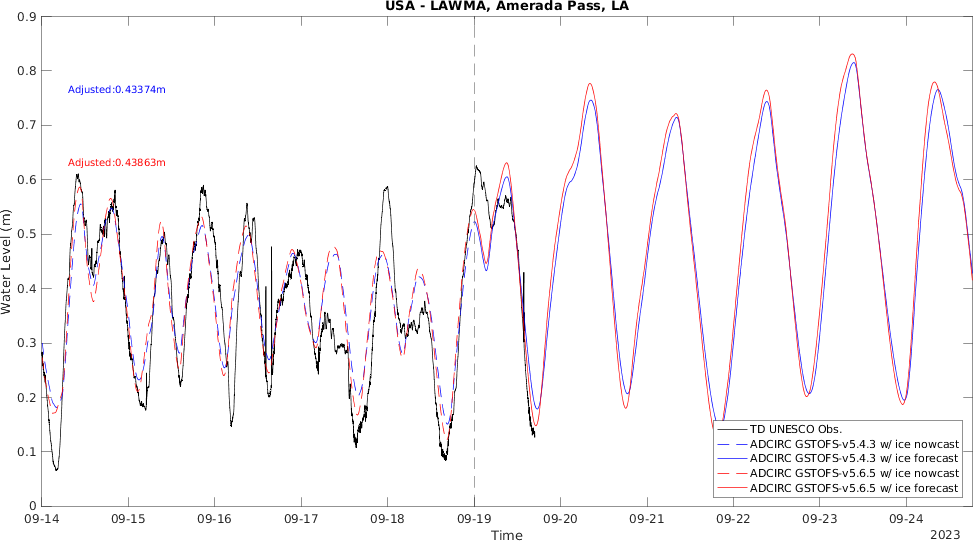 USA - LAWMA, Amerada Pass, LA
0.9
0.8
0.7
0.6
0.5
0.4
0.3
0.2
0.1
0
Water Level (m)
Adjusted:0.43374m
Adjusted:0.43863m
TD UNESCO Obs.
ADCIRC GSTOFS-v5.4.3 w/ ice nowcast
ADCIRC GSTOFS-v5.4.3 w/ ice forecast
ADCIRC GSTOFS-v5.6.5 w/ ice nowcast
ADCIRC GSTOFS-v5.6.5 w/ ice forecast
09-14 09-15 09-16 09-17 09-18 09-19 09-20 09-21 09-22 09-23 09-24
Time
2023